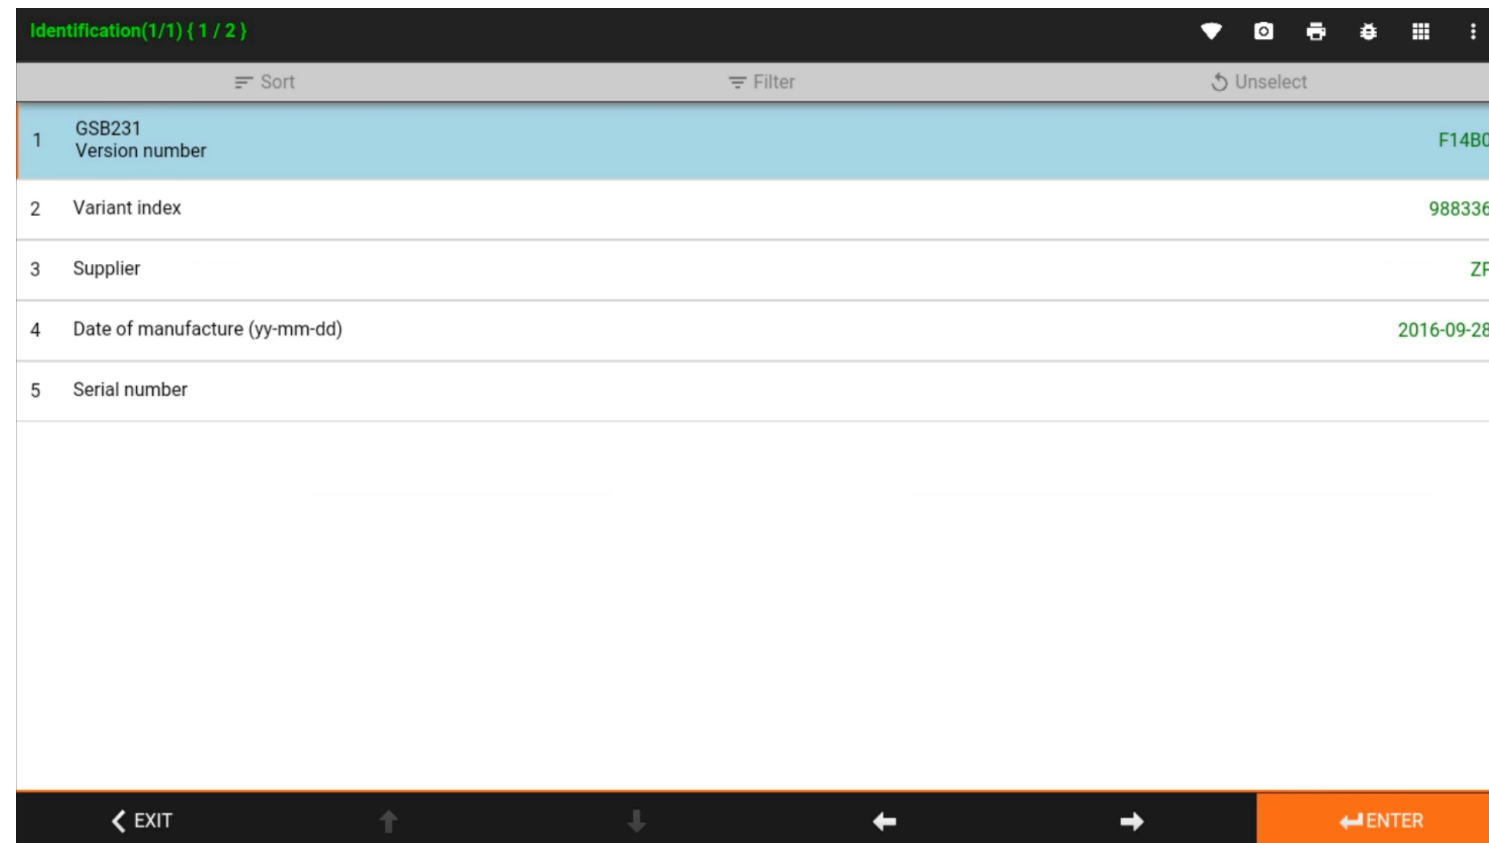 Identification(1/1) { 1 / 2 }
Sort Filter Unselect
1 GSB231
Version number F14B0
2 Variant index 988336
3 Supplier ZF
4 Date of manufacture (yy-mm-dd) 2016-09-28
5 Serial number
EXIT ENTER